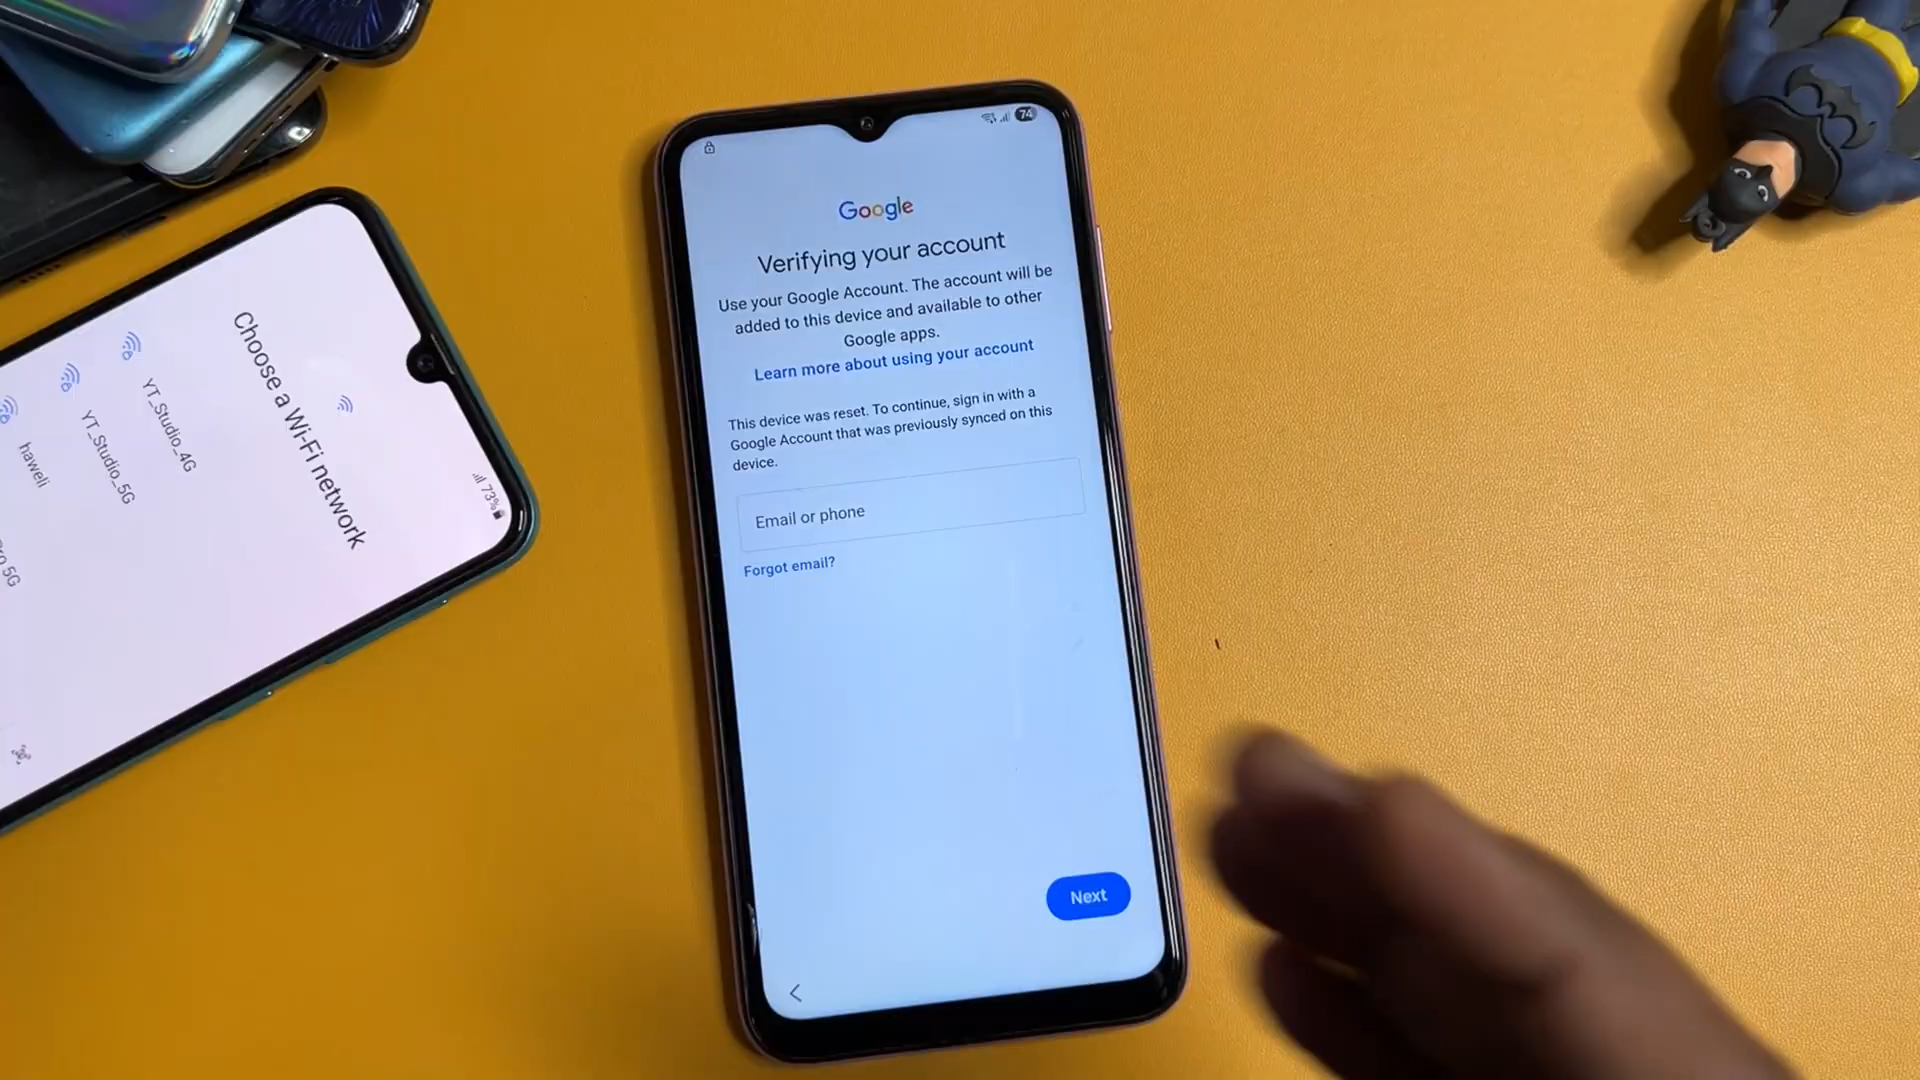 74
Google
Verifying your account
Use your Google Account. The account will be
added to this device and available to other
Google apps.
Learn more about using your account
This device was reset. To continue, sign in with a
Google Account that was previously synced on this
device.
Email or phone
Forgot email?
Next
73%
Choose a Wi-Fi network
YT_Studio_4G
YT_Studio_5G
haweli
5G